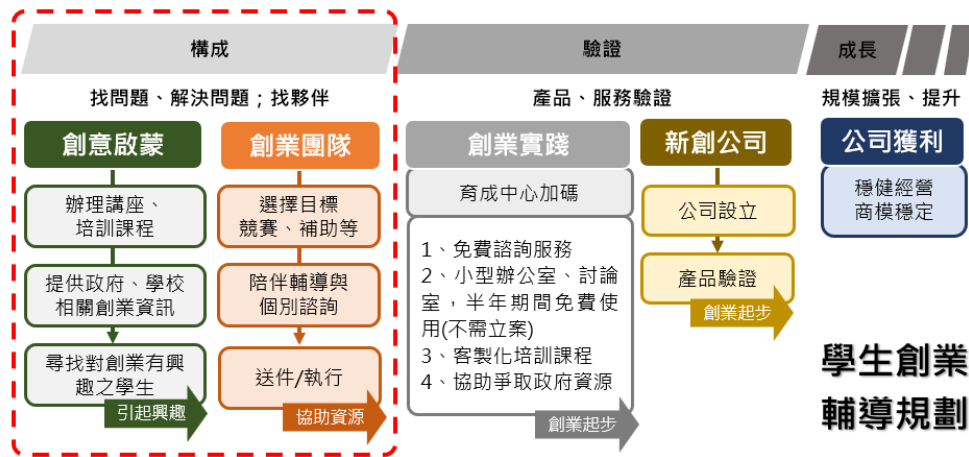 構成
驗證
成長
找問題、解決問題；找夥伴
產品、服務驗證
規模擴張、提升
創意啟蒙
辦理講座、
培訓課程
提供政府、學校
相關創業資訊
尋找對創業有興
趣之學生
引起興趣
創業團隊
選擇目標
競賽、補助等
陪伴輔導與
個別諮詢
送件/執行
協助資源
創業實踐
育成中心加碼
1、免費諮詢服務
2、小型辦公室、討論
室，半年期間免費使
用(不需立案)
3、客製化培訓課程
4、協助爭取政府資源
創業起步
新創公司
公司設立
產品驗證
創業起步
公司獲利
穩健經營
商模穩定
學生創業
輔導規劃